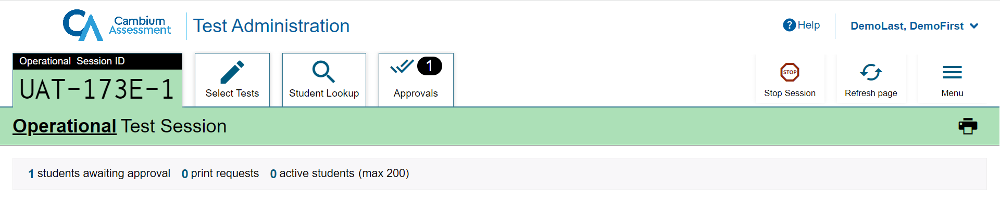 Cambium
Assessment
Test Administration
? Help
DemoLast, DemoFirst
Operational Session ID
UAT-173E-1
Select Tests
Student Lookup
1
Approvals
STOP
Stop Session
Refresh page
Menu
Operational Test Session
1 students awaiting approval 0 print requests 0 active students (max 200)